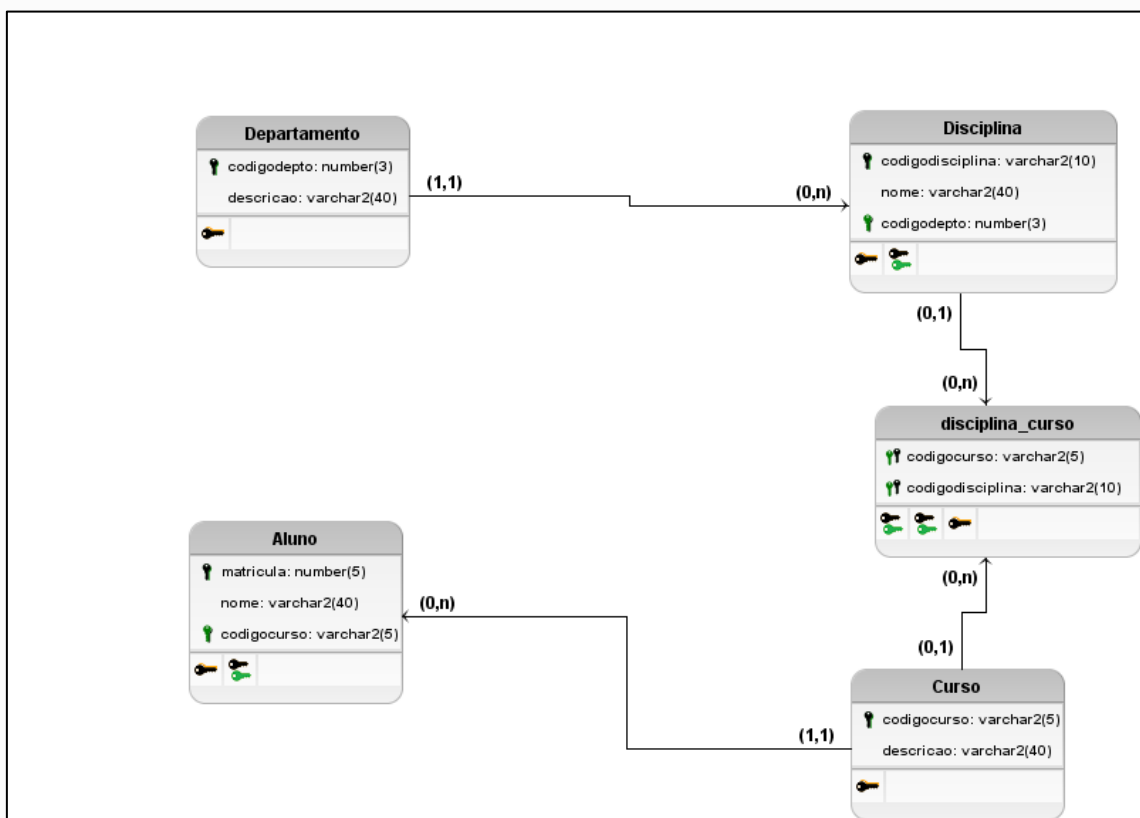 Departamento
codigodepto: number(3)
descricao: varchar2(40)
(1,1)
(0,n)
Disciplina
codigodisciplina: varchar2(10)
nome: varchar2(40)
codigodepto: number(3)
(0,1)
(0,n)
disciplina_curso
codigocurso: varchar2(5)
codigodisciplina: varchar2(10)
(0,n)
(0,1)
Aluno
matricula: number(5)
nome: varchar2(40)
codigocurso: varchar2(5)
(0,n)
(1,1)
Curso
codigocurso: varchar2(5)
descricao: varchar2(40)